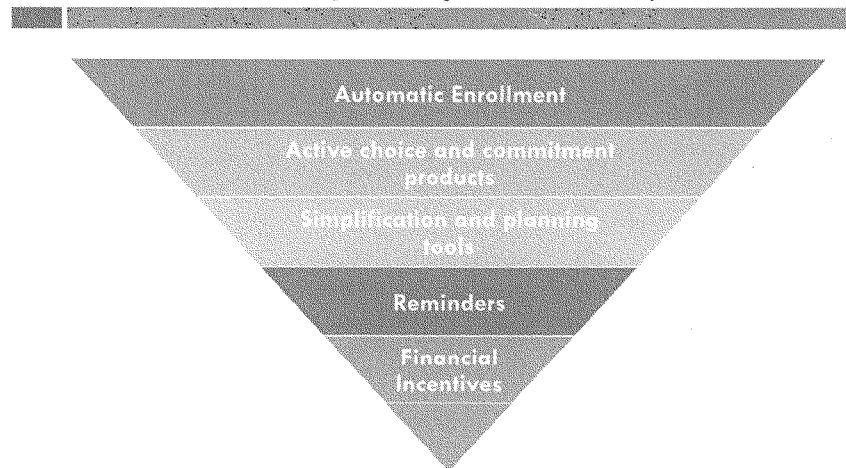 Automatic Enrollment
Active choice and commitment
products
Simplification and planning
tools
Reminders
Financial
Incentives